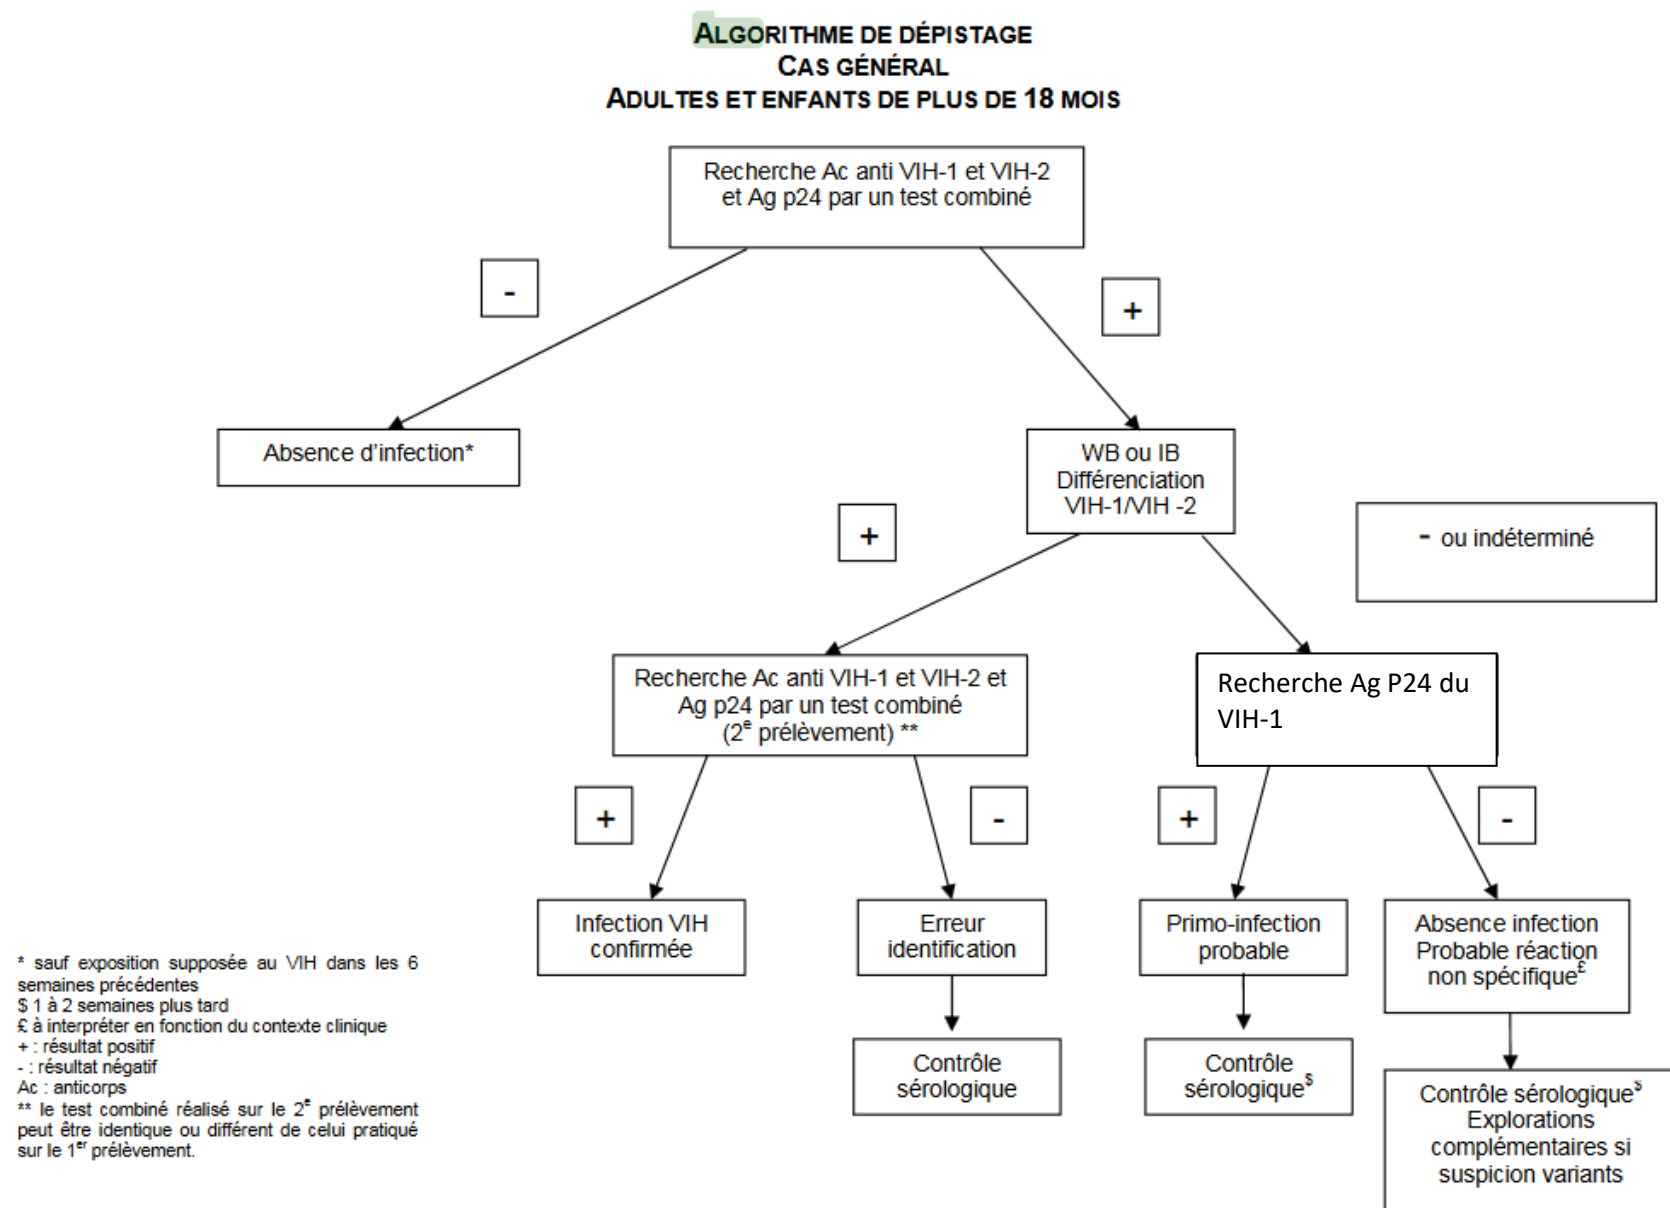 ALGORITHME DE DÉPISTAGE
CAS GÉNÉRAL
ADULTES ET ENFANTS DE PLUS DE 18 MOIS
Recherche Ac anti VIH-1 et VIH-2
et Ag p24 par un test combiné
-
+
Absence d'infection*
WB ou IB
Différenciation
VIH-1/VIH -2
+
- ou indéterminé
Recherche Ac anti VIH-1 et VIH-2 et
Ag p24 par un test combiné
(2e prélèvement) **
Recherche Ag P24 du
VIH-1
+
-
+
-
Infection VIH
confirmée
Erreur
identification
Primo-infection
probable
Absence infection
Probable réaction
non spécifique£
Contrôle
sérologique
Contrôle
sérologique$
Contrôle sérologique$
Explorations
complémentaires si
suspicion variants
* sauf exposition supposée au VIH dans les 6
semaines précédentes
$ 1 à 2 semaines plus tard
£ à interpréter en fonction du contexte clinique
+ : résultat positif
- : résultat négatif
Ac : anticorps
** le test combiné réalisé sur le 2e prélèvement
peut être identique ou différent de celui pratiqué
sur le 1er prélèvement.